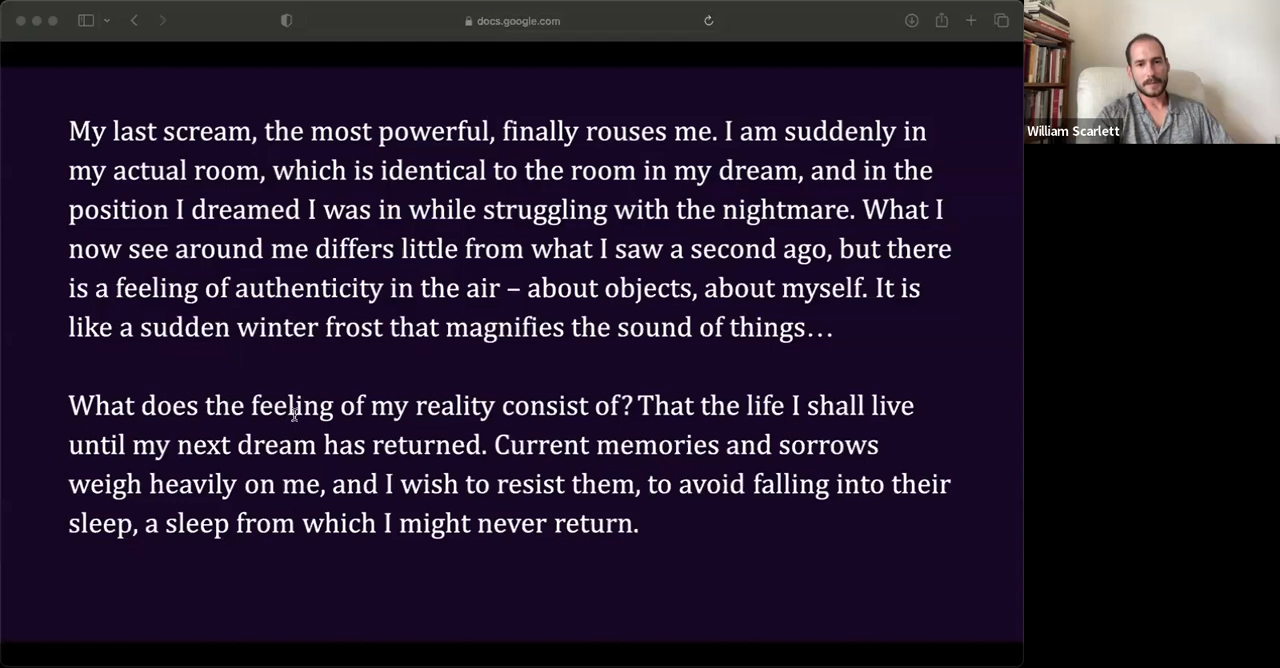 docs.google.com
My last scream, the most powerful, finally rouses me. I am suddenly in
my actual room, which is identical to the room in my dream, and in the
position I dreamed I was in while struggling with the nightmare. What I
now see around me differs little from what I saw a second ago, but there
is a feeling of authenticity in the air – about objects, about myself. It is
like a sudden winter frost that magnifies the sound of things…
What does the feeling of my reality consist of? That the life I shall live
until my next dream has returned. Current memories and sorrows
weigh heavily on me, and I wish to resist them, to avoid falling into their
sleep, a sleep from which I might never return.
William Scarlett